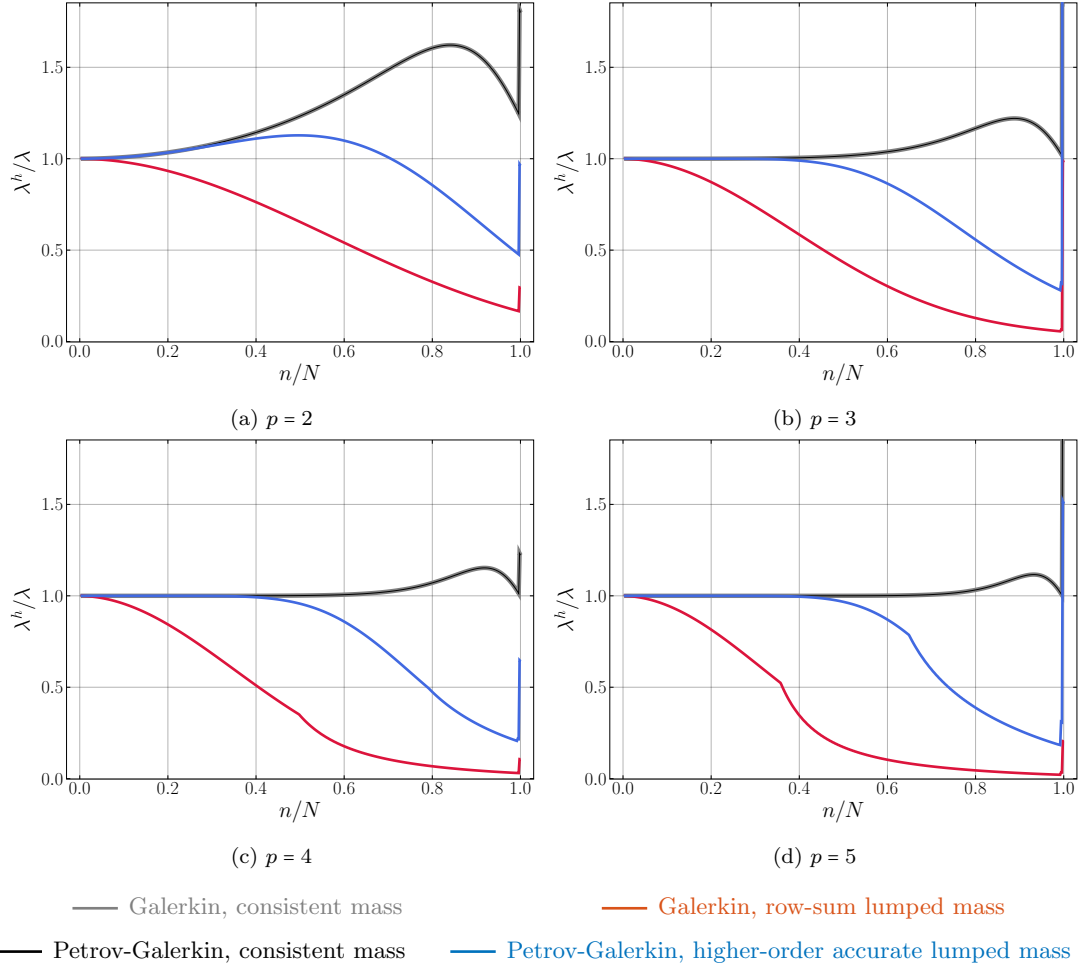 1.5
1.0
0.5
0.0
λ^h/λ
0.0 0.2 0.4 0.6 0.8 1.0
n/N
(a) p = 2
1.5
1.0
0.5
0.0
λ^h/λ
0.0 0.2 0.4 0.6 0.8 1.0
n/N
(b) p = 3
1.5
1.0
0.5
0.0
λ^h/λ
0.0 0.2 0.4 0.6 0.8 1.0
n/N
(c) p = 4
1.5
1.0
0.5
0.0
λ^h/λ
0.0 0.2 0.4 0.6 0.8 1.0
n/N
(d) p = 5
Galerkin, consistent mass
Galerkin, row-sum lumped mass
Petrov-Galerkin, consistent mass
Petrov-Galerkin, higher-order accurate lumped mass